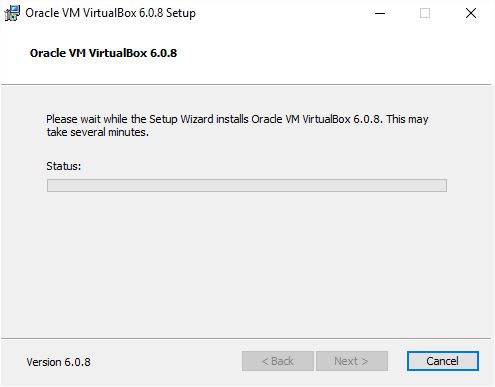 Oracle VM VirtualBox 6.0.8 Setup
Oracle VM VirtualBox 6.0.8
Please wait while the Setup Wizard installs Oracle VM VirtualBox 6.0.8. This may
take several minutes.
Status:
Version 6.0.8
< Back
Next >
Cancel